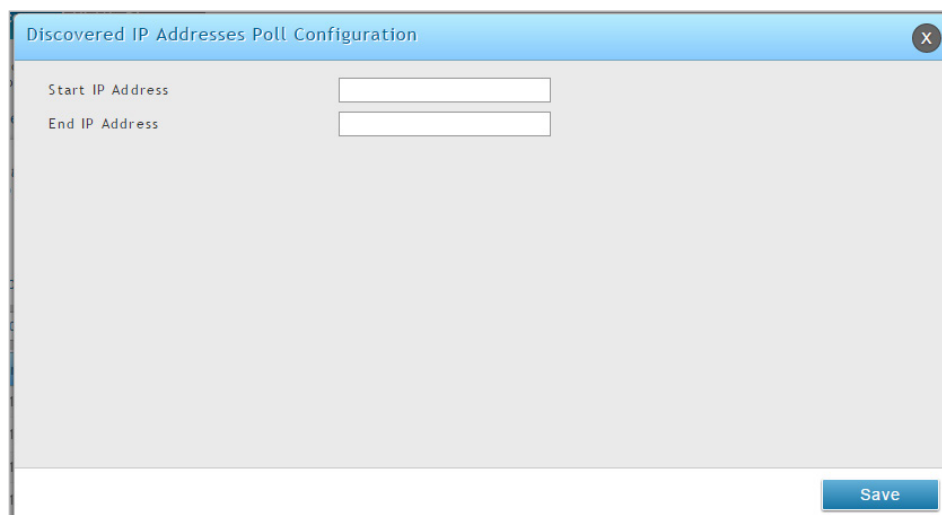 Discovered IP Addresses Poll Configuration
X
Start IP Address
End IP Address
Save